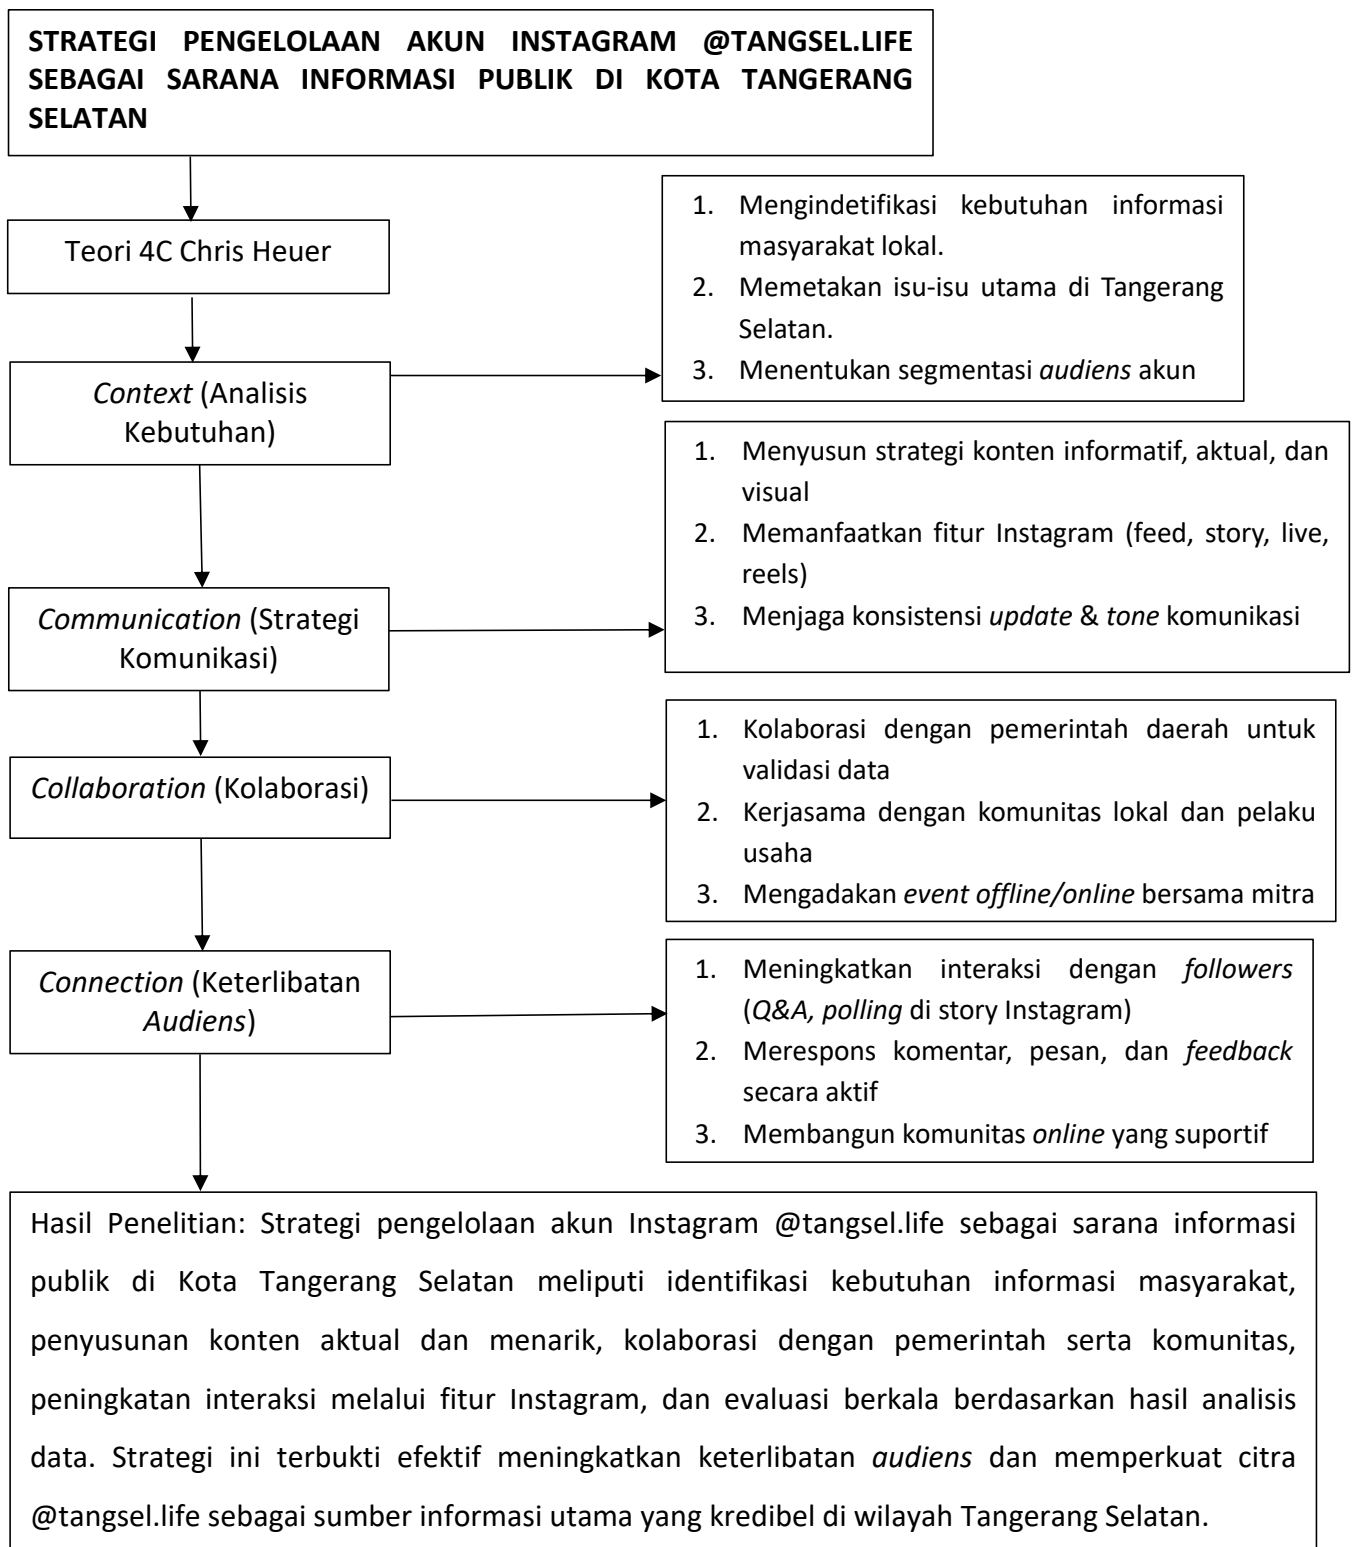 STRATEGI PENGELOLAAN AKUN INSTAGRAM @TANGSEL.LIFE
SEBAGAI SARANA INFORMASI PUBLIK DI KOTA TANGERANG
SELATAN
Teori 4C Chris Heuer
Context (Analisis
Kebutuhan)
1. Mengindetifikasi kebutuhan informasi
masyarakat lokal.
2. Memetakan isu-isu utama di Tangerang
Selatan.
3. Menentukan segmentasi audiens akun
Communication (Strategi
Komunikasi)
1. Menyusun strategi konten informatif, aktual, dan
visual
2. Memanfaatkan fitur Instagram (feed, story, live,
reels)
3. Menjaga konsistensi update & tone komunikasi
Collaboration (Kolaborasi)
1. Kolaborasi dengan pemerintah daerah untuk
validasi data
2. Kerjasama dengan komunitas lokal dan pelaku
usaha
3. Mengadakan event offline/online bersama mitra
Connection (Keterlibatan
Audiens)
1. Meningkatkan interaksi dengan followers
(Q&A, polling di story Instagram)
2. Merespons komentar, pesan, dan feedback
secara aktif
3. Membangun komunitas online yang suportif
Hasil Penelitian: Strategi pengelolaan akun Instagram @tangsel.life sebagai sarana informasi
publik di Kota Tangerang Selatan meliputi identifikasi kebutuhan informasi masyarakat,
penyusunan konten aktual dan menarik, kolaborasi dengan pemerintah serta komunitas,
peningkatan interaksi melalui fitur Instagram, dan evaluasi berkala berdasarkan hasil analisis
data. Strategi ini terbukti efektif meningkatkan keterlibatan audiens dan memperkuat citra
@tangsel.life sebagai sumber informasi utama yang kredibel di wilayah Tangerang Selatan.